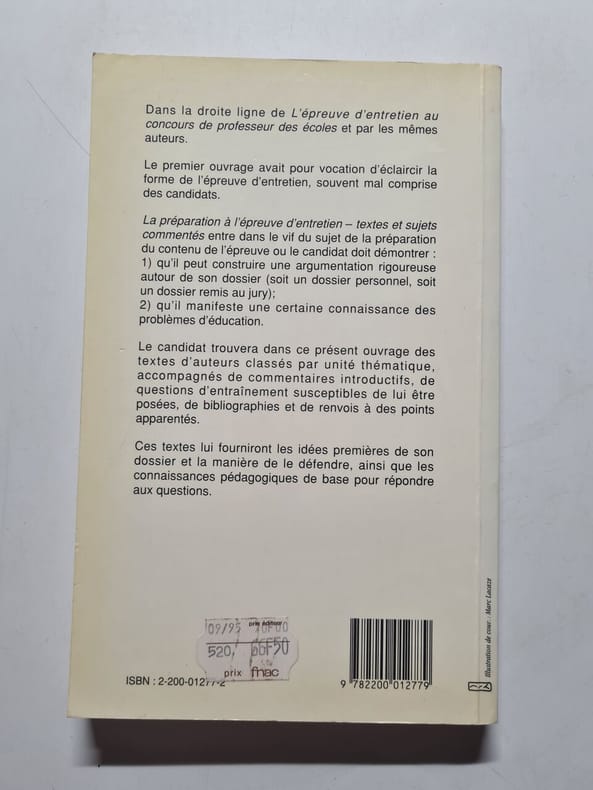 Dans la droite ligne de L'épreuve d'entretien au
concours de professeur des écoles et par les mêmes
auteurs.
Le premier ouvrage avait pour vocation d'éclaircir la
forme de l'épreuve d'entretien, souvent mal comprise
des candidats.
La préparation à l'épreuve d'entretien – textes et sujets
commentés entre dans le vif du sujet de la préparation
du contenu de l'épreuve ou le candidat doit démontrer :
1) qu'il peut construire une argumentation rigoureuse
autour de son dossier (soit un dossier personnel, soit
un dossier remis au jury);
2) qu'il manifeste une certaine connaissance des
problèmes d'éducation.
Le candidat trouvera dans ce présent ouvrage des
textes d'auteurs classés par unité thématique,
accompagnés de commentaires introductifs, de
questions d'entraînement susceptibles de lui être
posées, de bibliographies et de renvois à des points
apparentés.
Ces textes lui fourniront les idées premières de son
dossier et la manière de le défendre, ainsi que les
connaissances pédagogiques de base pour répondre
aux questions.
09/95 prix éditeur
520, 66F50
prix fnac
ISBN : 2-200-01277-2
9 782200 012779
Illustration de couv. : Marc Lacaze